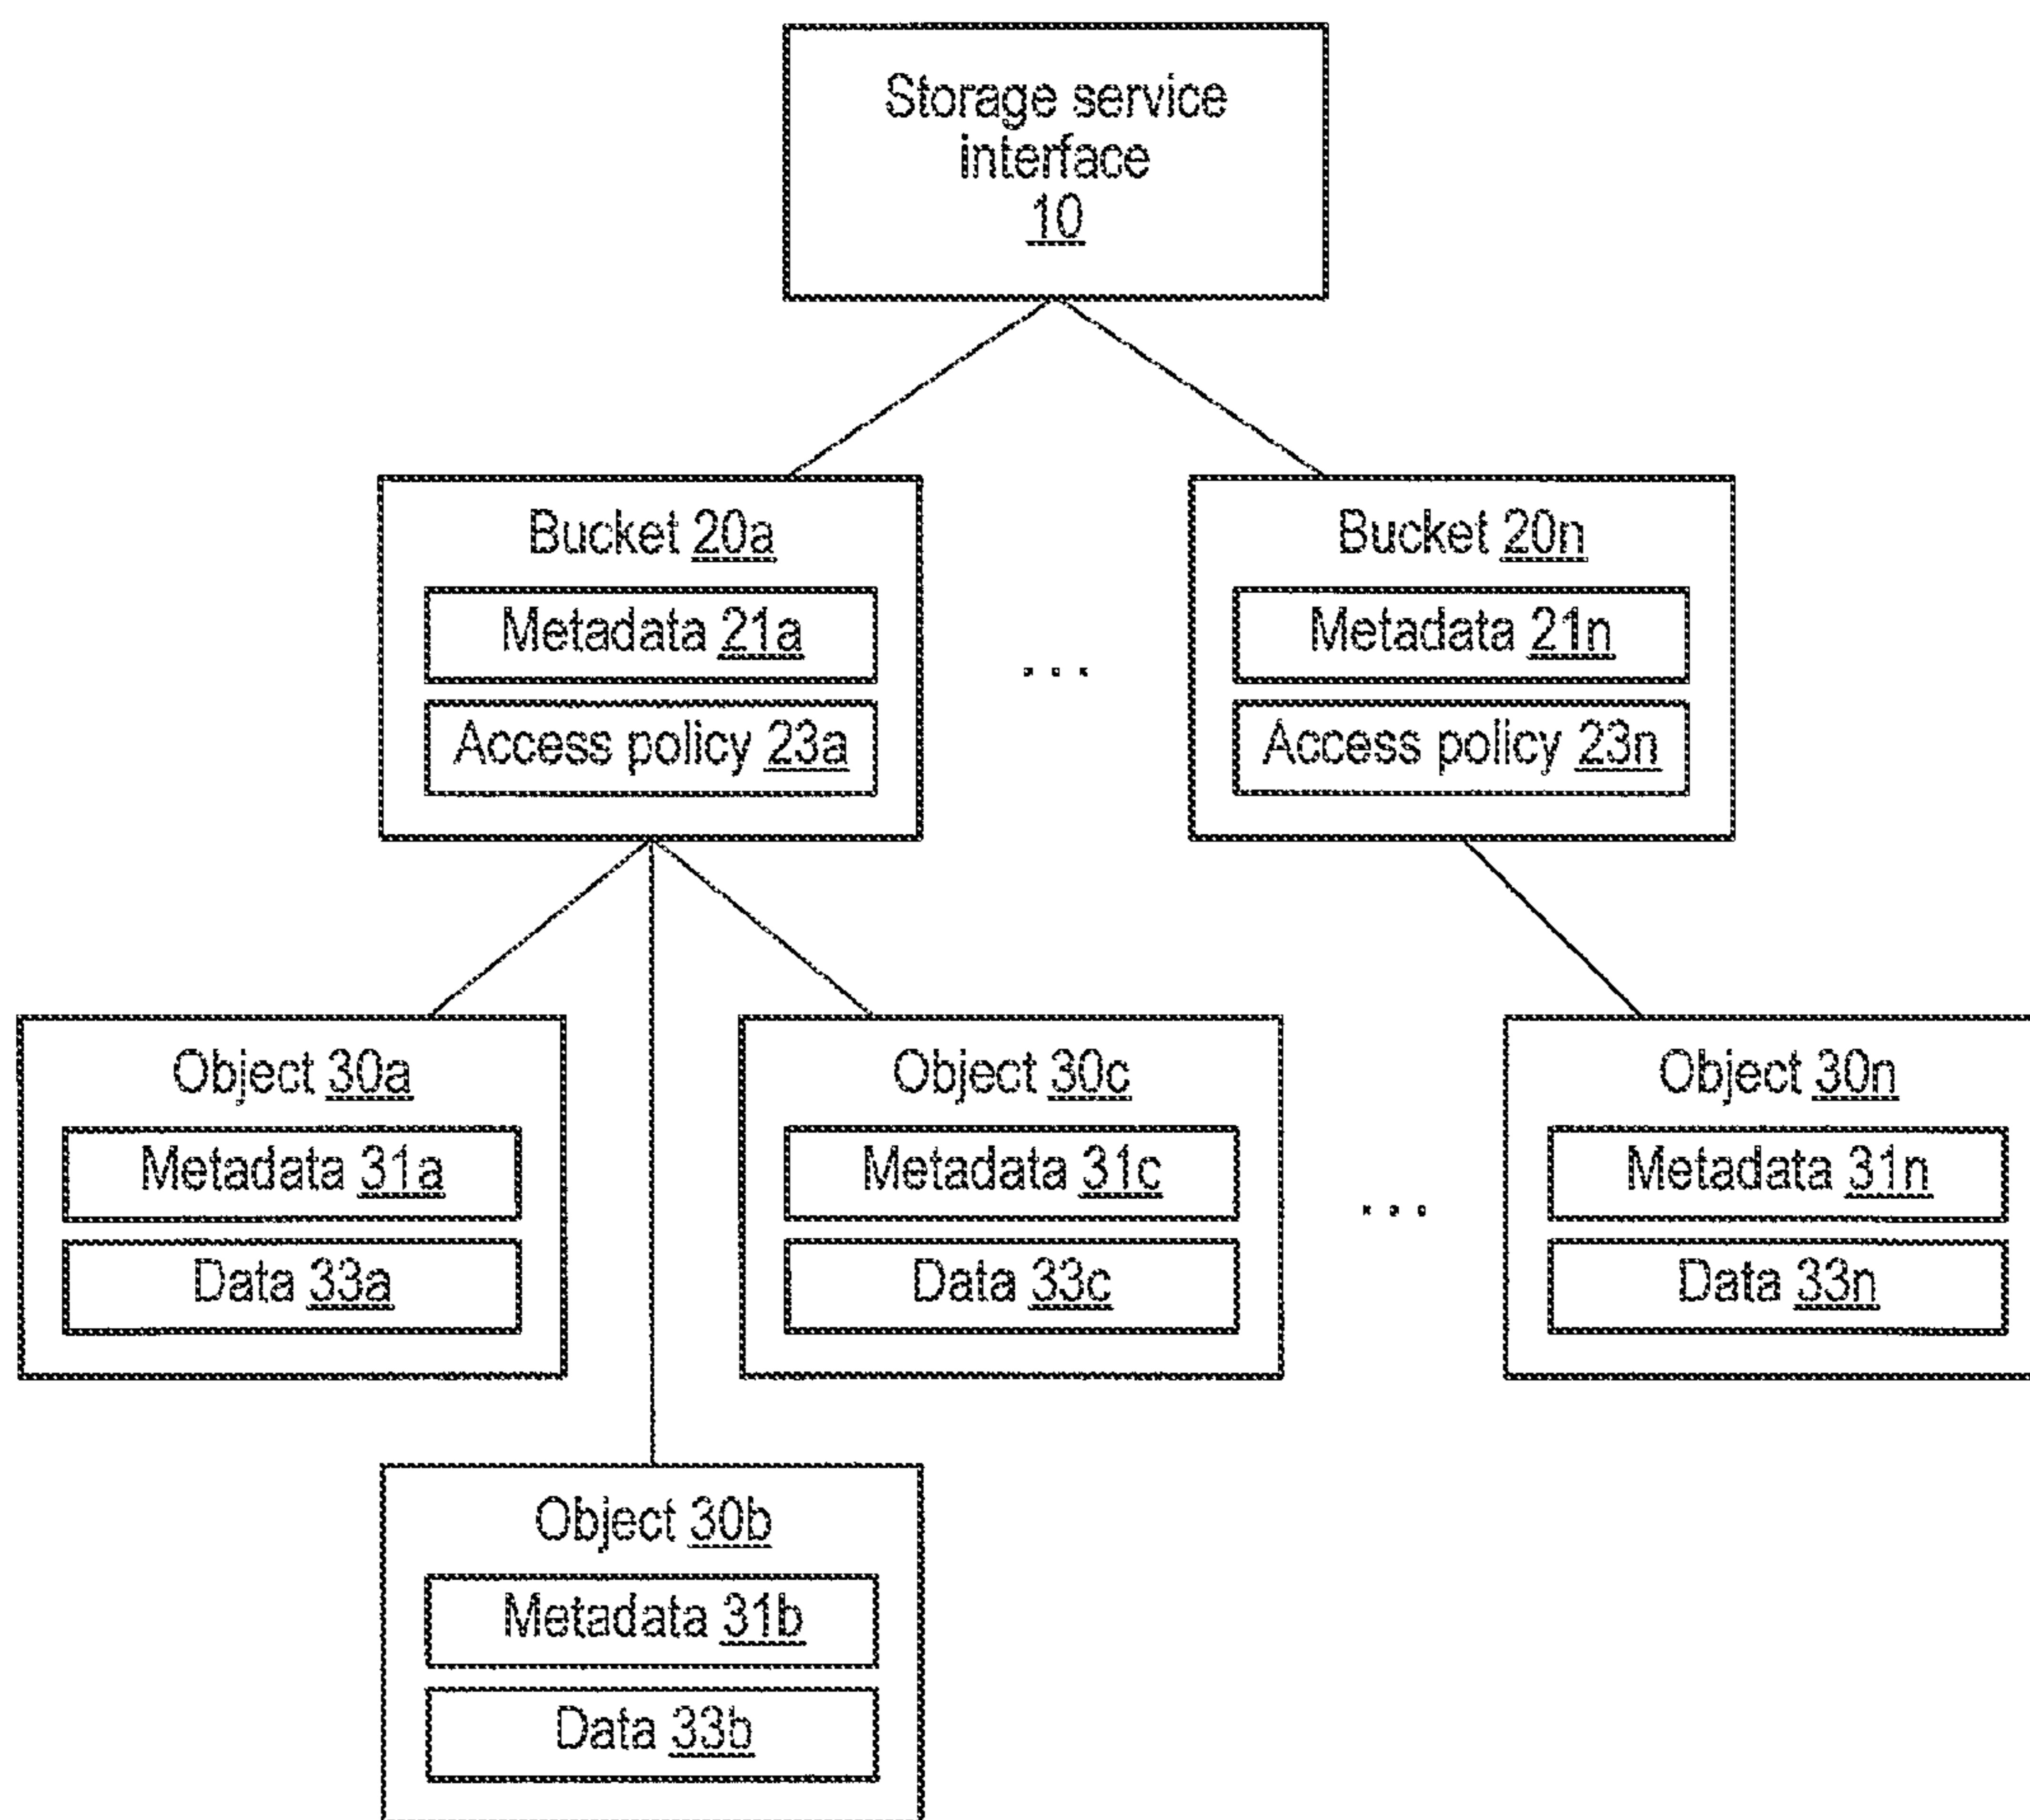 Storage service
interface
10
Bucket 20a
Metadata 21a
Access policy 23a
...
Bucket 20n
Metadata 21n
Access policy 23n
Object 30a
Metadata 31a
Data 33a
Object 30c
Metadata 31c
Data 33c
...
Object 30n
Metadata 31n
Data 33n
Object 30b
Metadata 31b
Data 33b